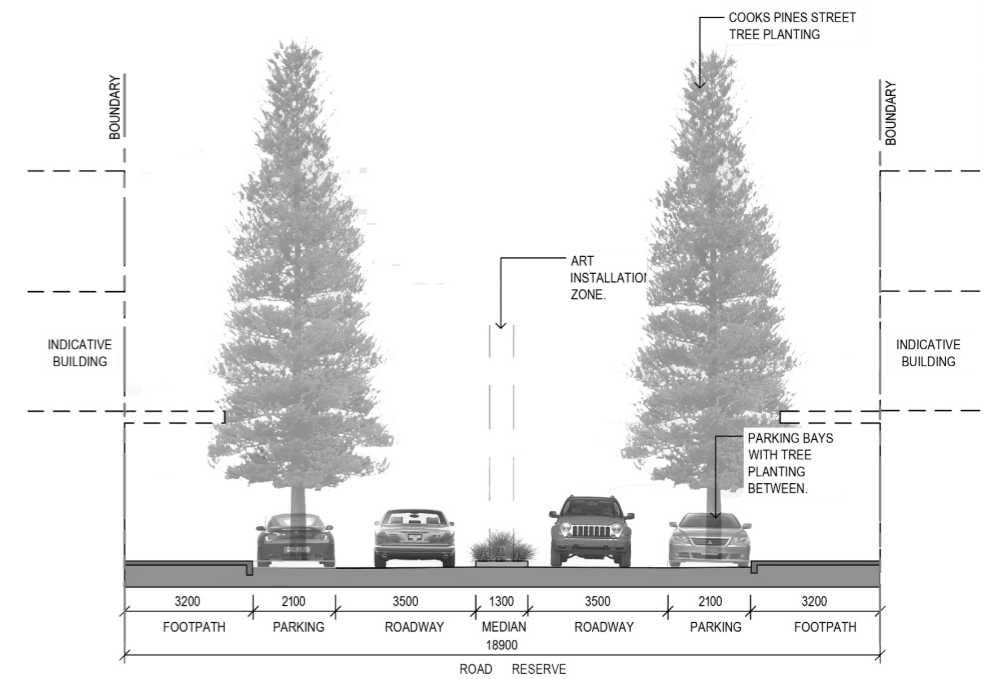 COOKS PINES STREET
TREE PLANTING
BOUNDARY
BOUNDARY
ART
INSTALLATION
ZONE.
INDICATIVE
BUILDING
INDICATIVE
BUILDING
PARKING BAYS
WITH TREE
PLANTING
BETWEEN.
3200 2100 3500 1300 3500 2100 3200
FOOTPATH PARKING ROADWAY MEDIAN ROADWAY PARKING FOOTPATH
18900
ROAD RESERVE